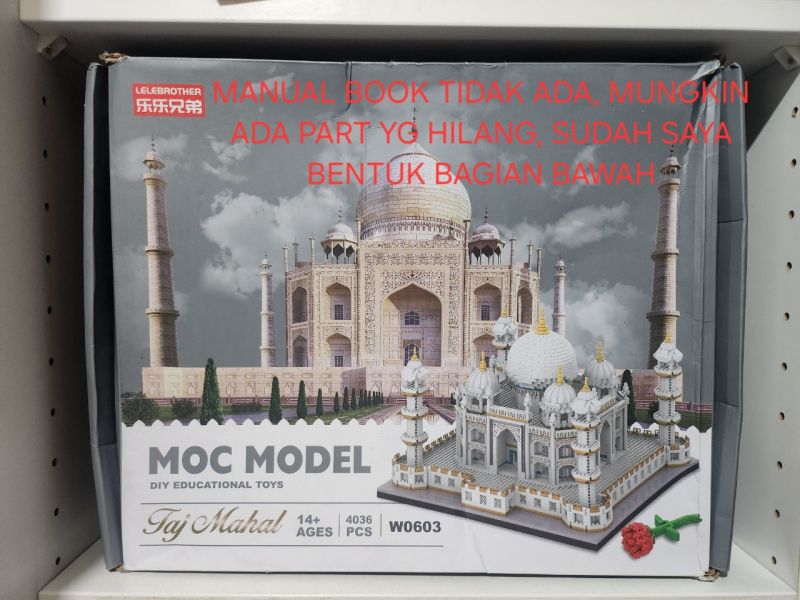 LELEBROTHER
乐乐兄弟
MANUAL BOOK TIDAK ADA, MUNGKIN
ADA PART YG HILANG, SUDAH SAYA
BENTUK BAGIAN BAWAH
MOC MODEL
DIY EDUCATIONAL TOYS
Taj Mahal
14+
AGES
4036
PCS
W0603